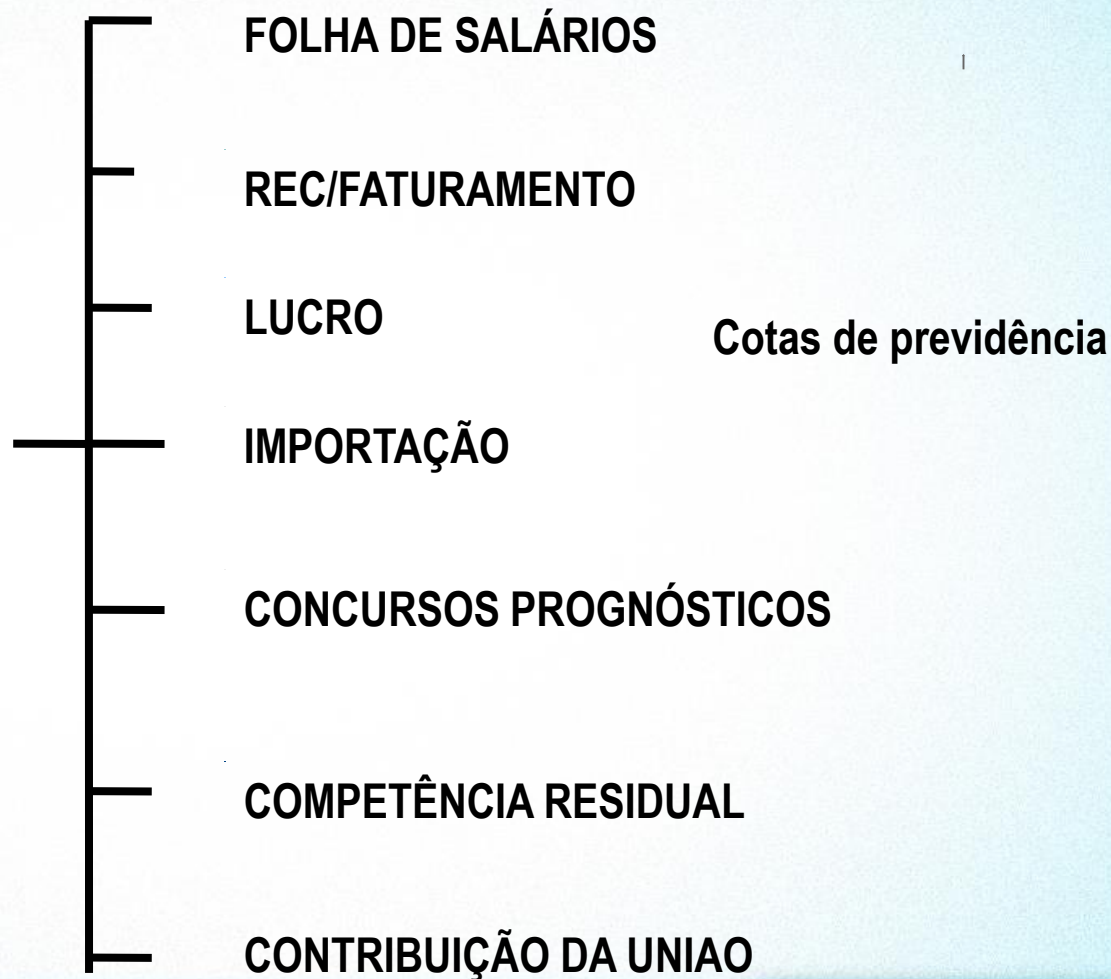 FOLHA DE SALÁRIOS
REC/FATURAMENTO
LUCRO
Cotas de previdência
IMPORTAÇÃO
CONCURSOS PROGNÓSTICOS
COMPETÊNCIA RESIDUAL
CONTRIBUIÇÃO DA UNIAO